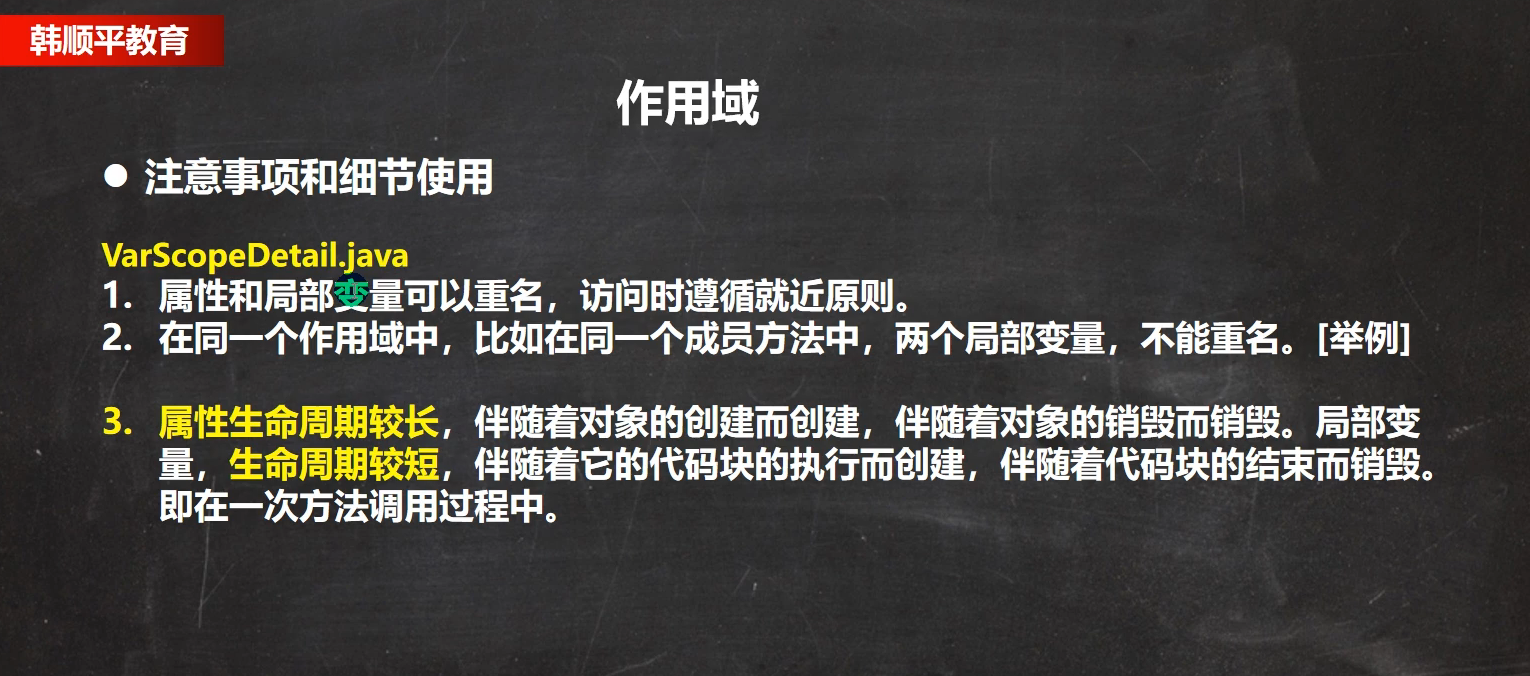 韩顺平教育
作用域
● 注意事项和细节使用
VarScopeDetail.java
1. 属性和局部变量可以重名，访问时遵循就近原则。
2. 在同一个作用域中，比如在同一个成员方法中，两个局部变量，不能重名。[举例]
3. 属性生命周期较长，伴随着对象的创建而创建，伴随着对象的销毁而销毁。局部变
量，生命周期较短，伴随着它的代码块的执行而创建，伴随着代码块的结束而销毁。
即在一次方法调用过程中。